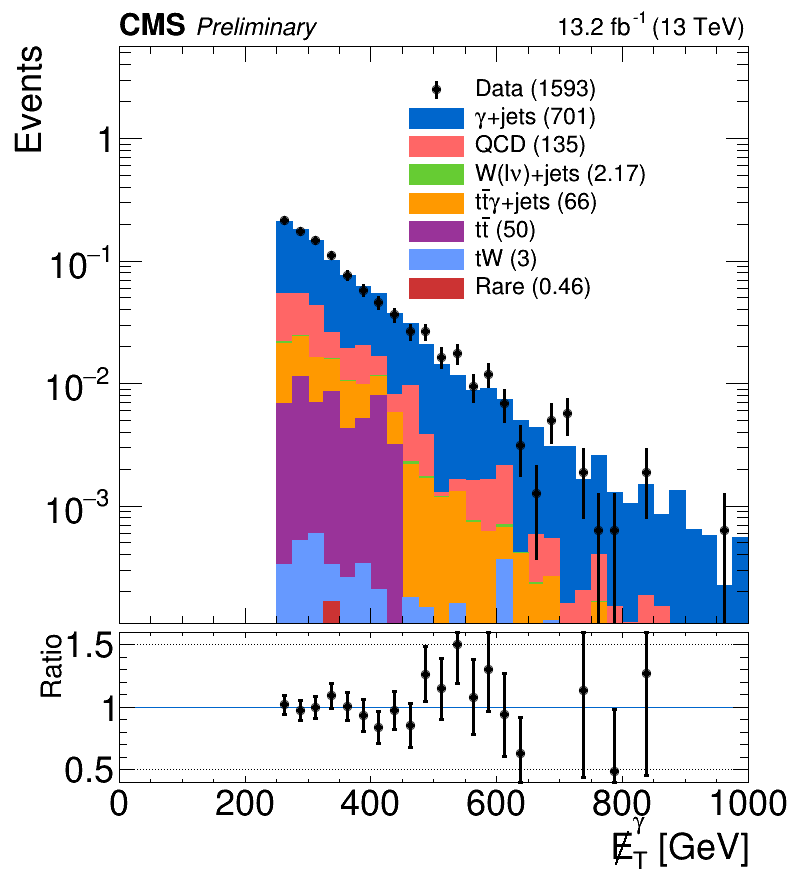 CMS Preliminary 13.2 fb⁻¹ (13 TeV)
Events
Data (1593)
γ+jets (701)
QCD (135)
W(lν)+jets (2.17)
tt̄γ+jets (66)
tt̄ (50)
tW (3)
Rare (0.46)
1
10⁻¹
10⁻²
10⁻³
Ratio
1.5
1
0.5
0 200 400 600 800 1000
E̸_T^γ [GeV]